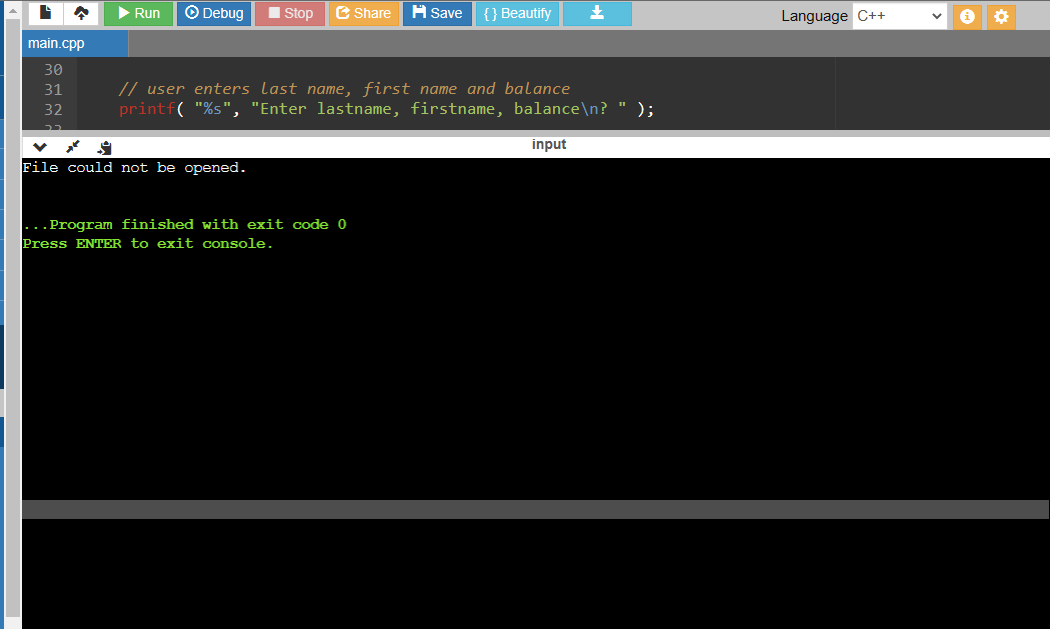 Run Debug Stop Share Save {} Beautify Language C++
main.cpp
30
31 // user enters last name, first name and balance
32 printf( "%s", "Enter lastname, firstname, balance\n? " );
input
File could not be opened.
...Program finished with exit code 0
Press ENTER to exit console.